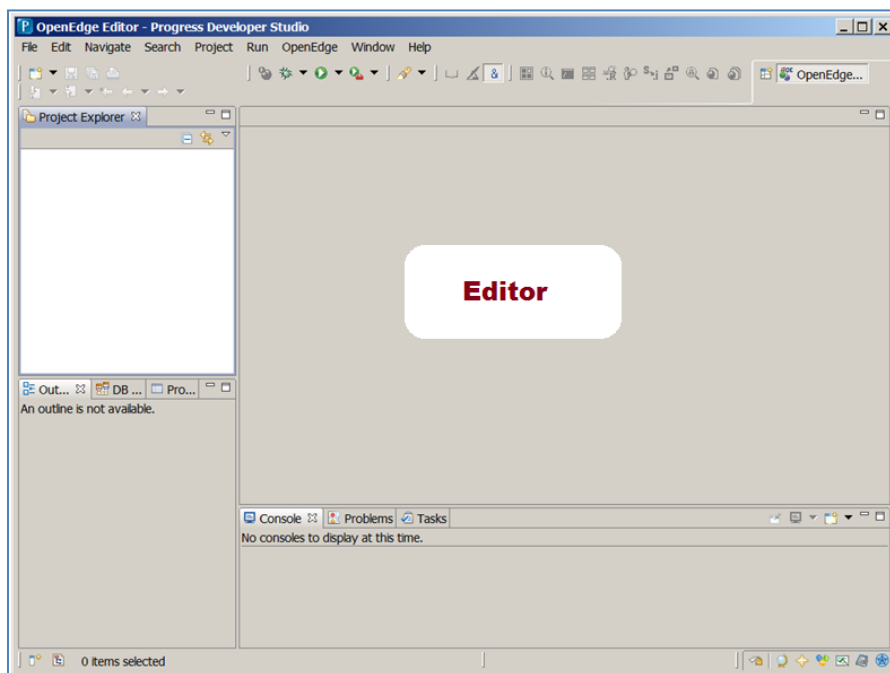 OpenEdge Editor - Progress Developer Studio
File Edit Navigate Search Project Run OpenEdge Window Help
OpenEdge...
Project Explorer
Editor
Out... DB ... Pro...
An outline is not available.
Console Problems Tasks
No consoles to display at this time.
0 items selected